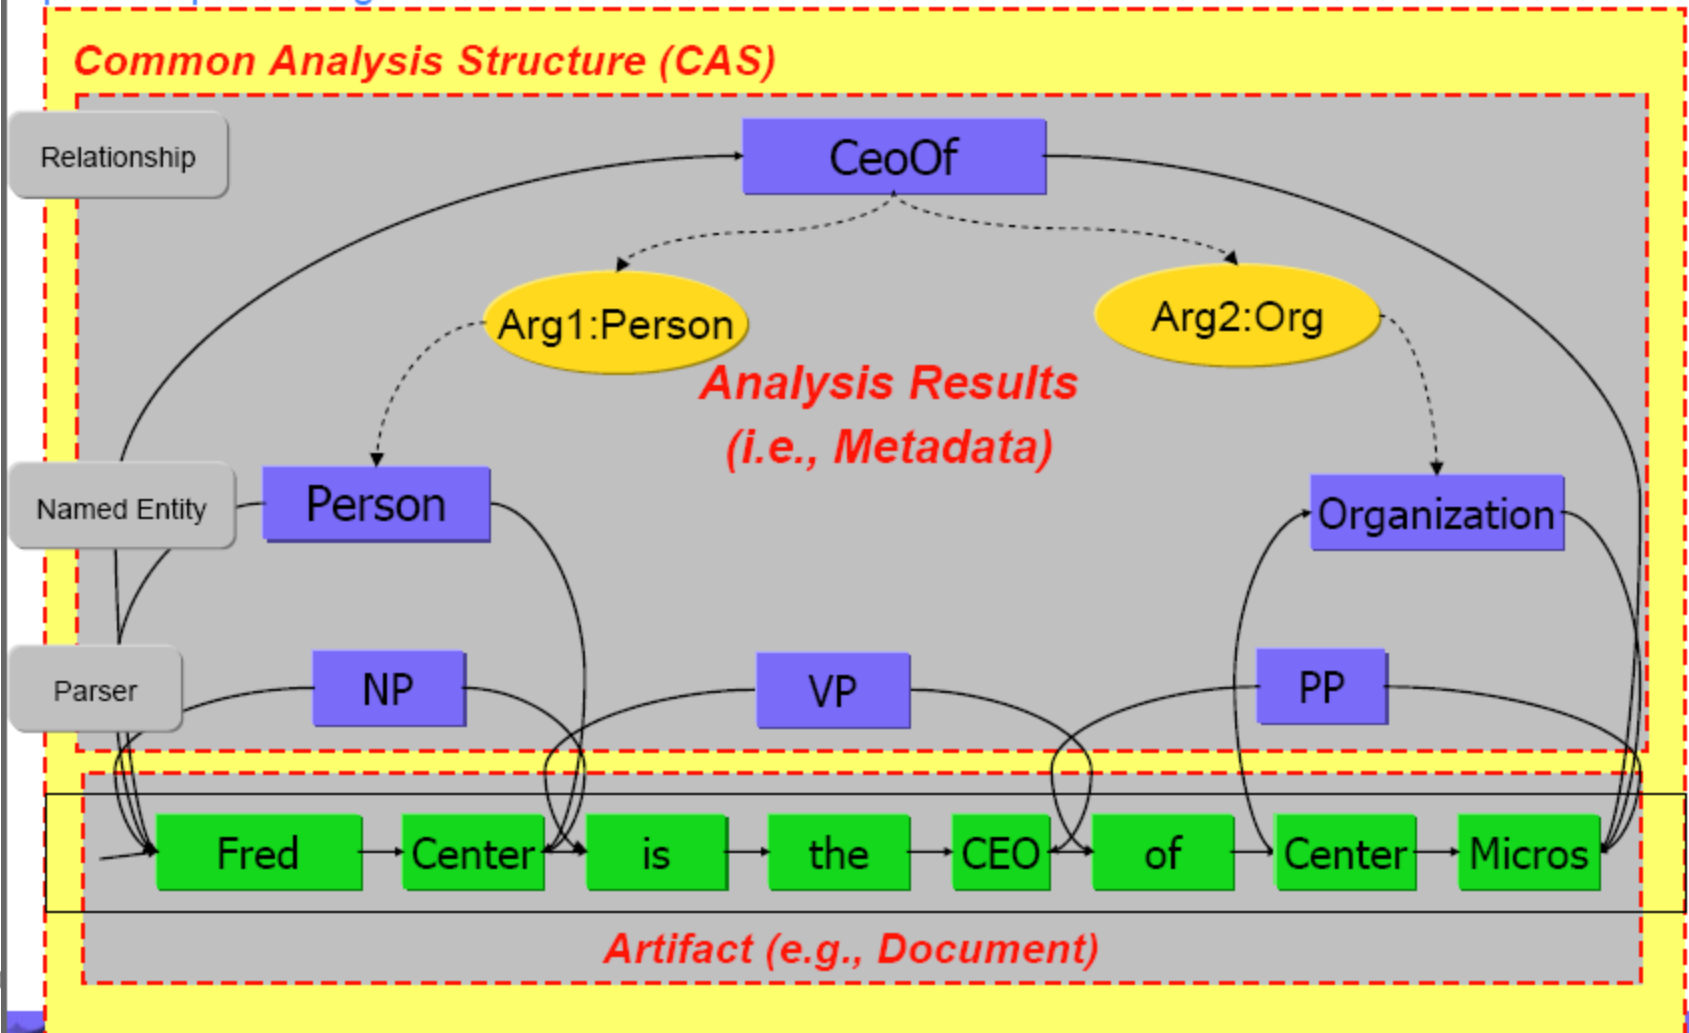 Common Analysis Structure (CAS)
Relationship
CeoOf
Arg1:Person
Arg2:Org
Analysis Results
(i.e., Metadata)
Named Entity
Person
Organization
Parser
NP
VP
PP
Fred Center is the CEO of Center Micros
Artifact (e.g., Document)